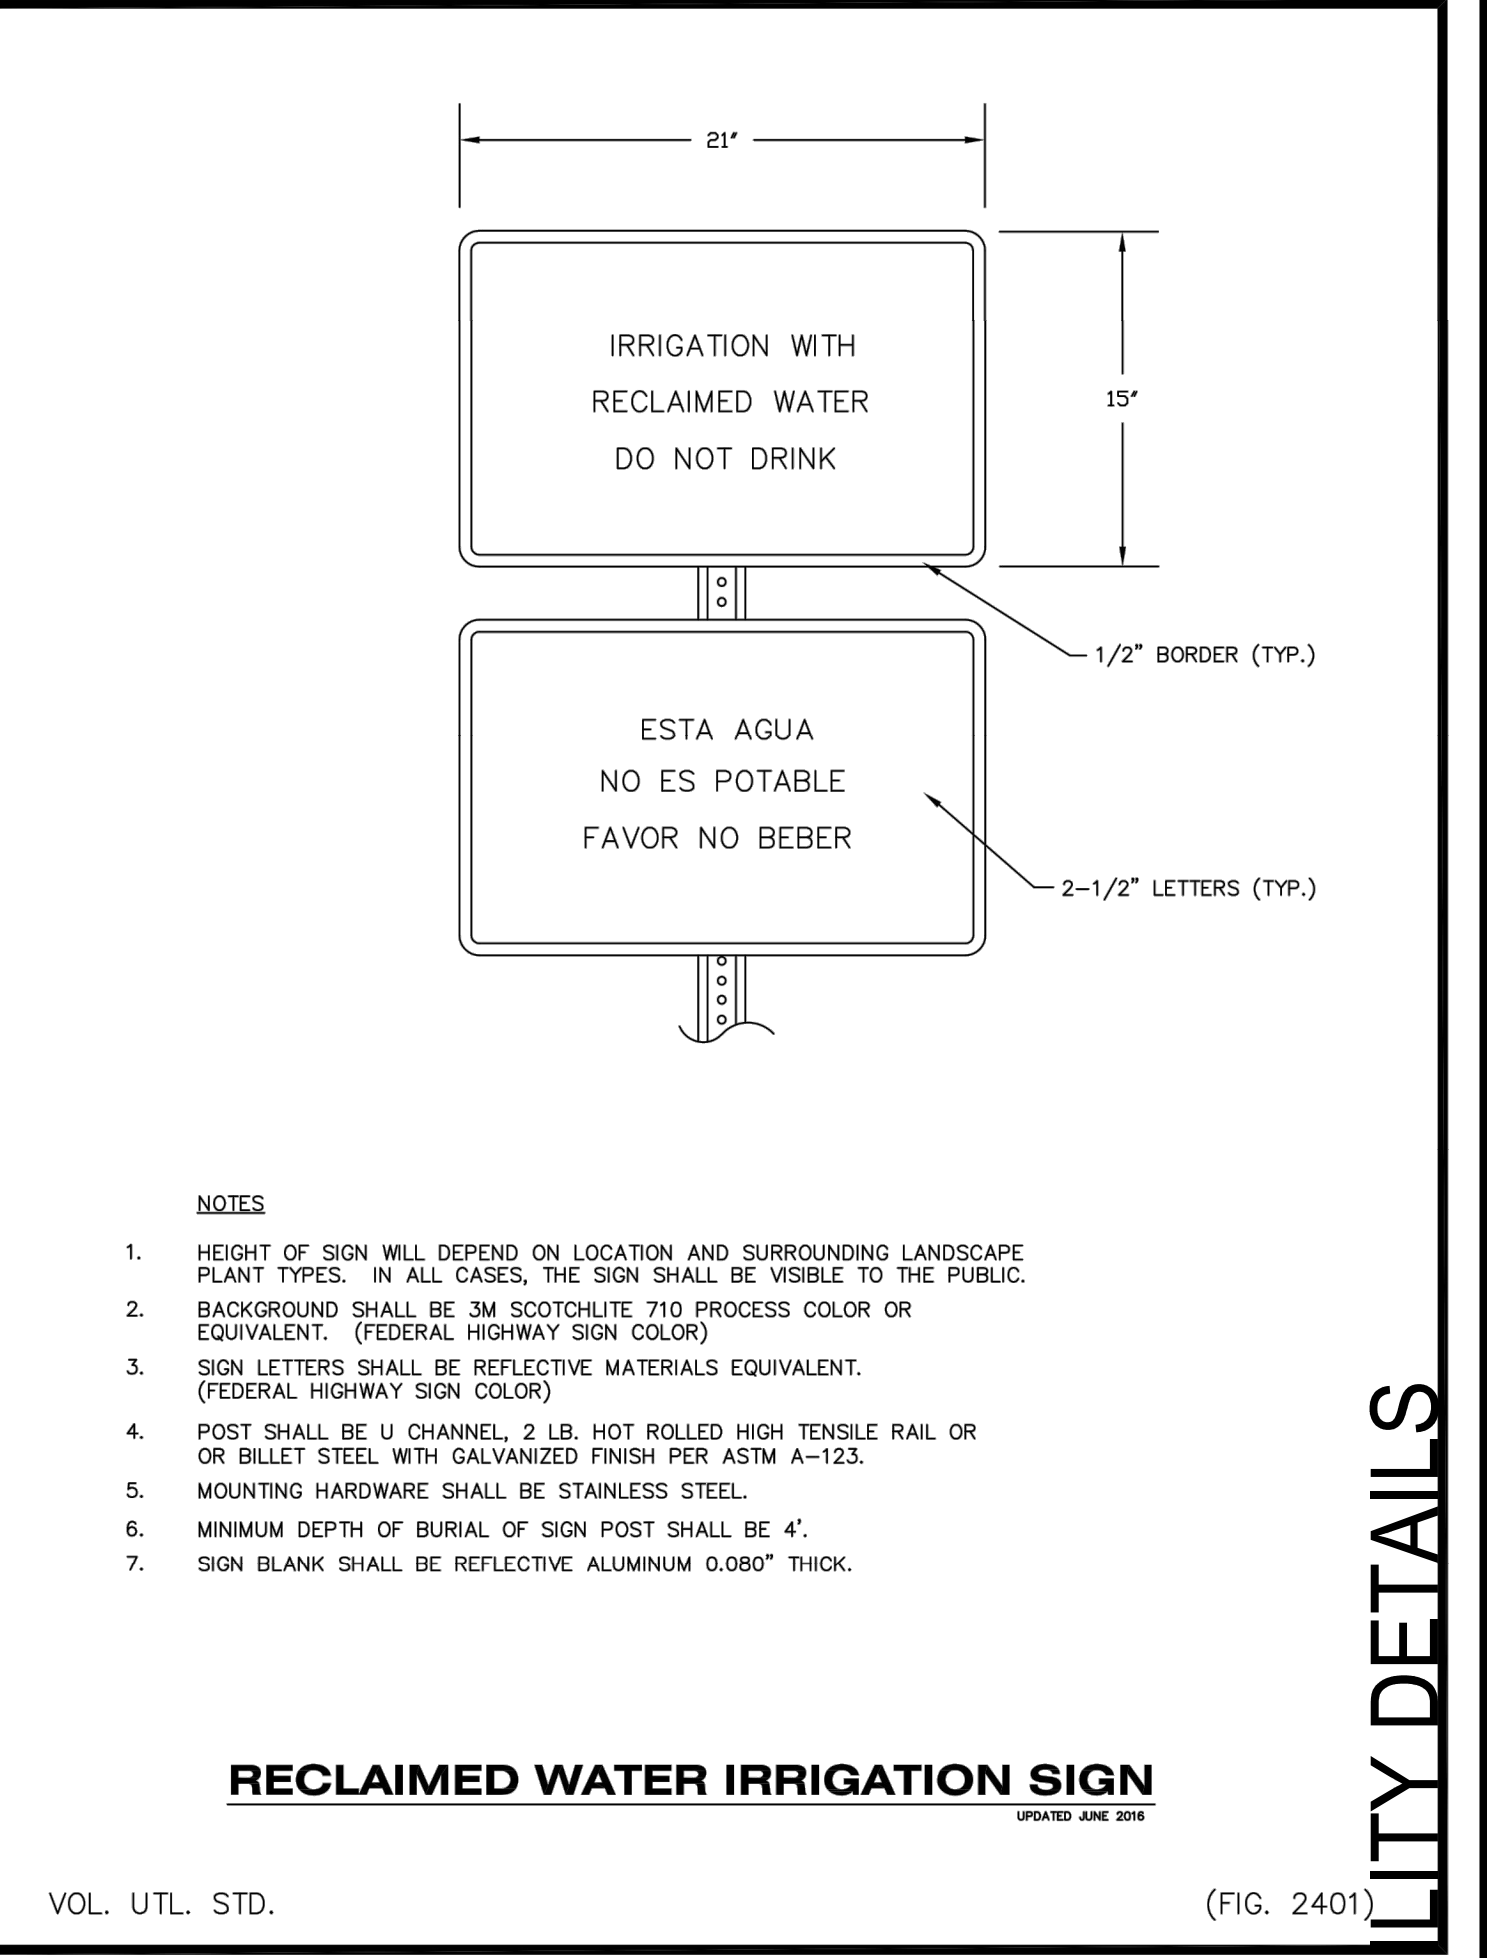 21"
IRRIGATION WITH
RECLAIMED WATER
DO NOT DRINK
15"
1/2" BORDER (TYP.)
ESTA AGUA
NO ES POTABLE
FAVOR NO BEBER
2-1/2" LETTERS (TYP.)
NOTES
1. HEIGHT OF SIGN WILL DEPEND ON LOCATION AND SURROUNDING LANDSCAPE
PLANT TYPES. IN ALL CASES, THE SIGN SHALL BE VISIBLE TO THE PUBLIC.
2. BACKGROUND SHALL BE 3M SCOTCHLITE 710 PROCESS COLOR OR
EQUIVALENT. (FEDERAL HIGHWAY SIGN COLOR)
3. SIGN LETTERS SHALL BE REFLECTIVE MATERIALS EQUIVALENT.
(FEDERAL HIGHWAY SIGN COLOR)
4. POST SHALL BE U CHANNEL, 2 LB. HOT ROLLED HIGH TENSILE RAIL OR
OR BILLET STEEL WITH GALVANIZED FINISH PER ASTM A-123.
5. MOUNTING HARDWARE SHALL BE STAINLESS STEEL.
6. MINIMUM DEPTH OF BURIAL OF SIGN POST SHALL BE 4'.
7. SIGN BLANK SHALL BE REFLECTIVE ALUMINUM 0.080" THICK.
RECLAIMED WATER IRRIGATION SIGN
UPDATED JUNE 2016
VOL. UTL. STD.
(FIG. 2401)
ILITY DETAILS